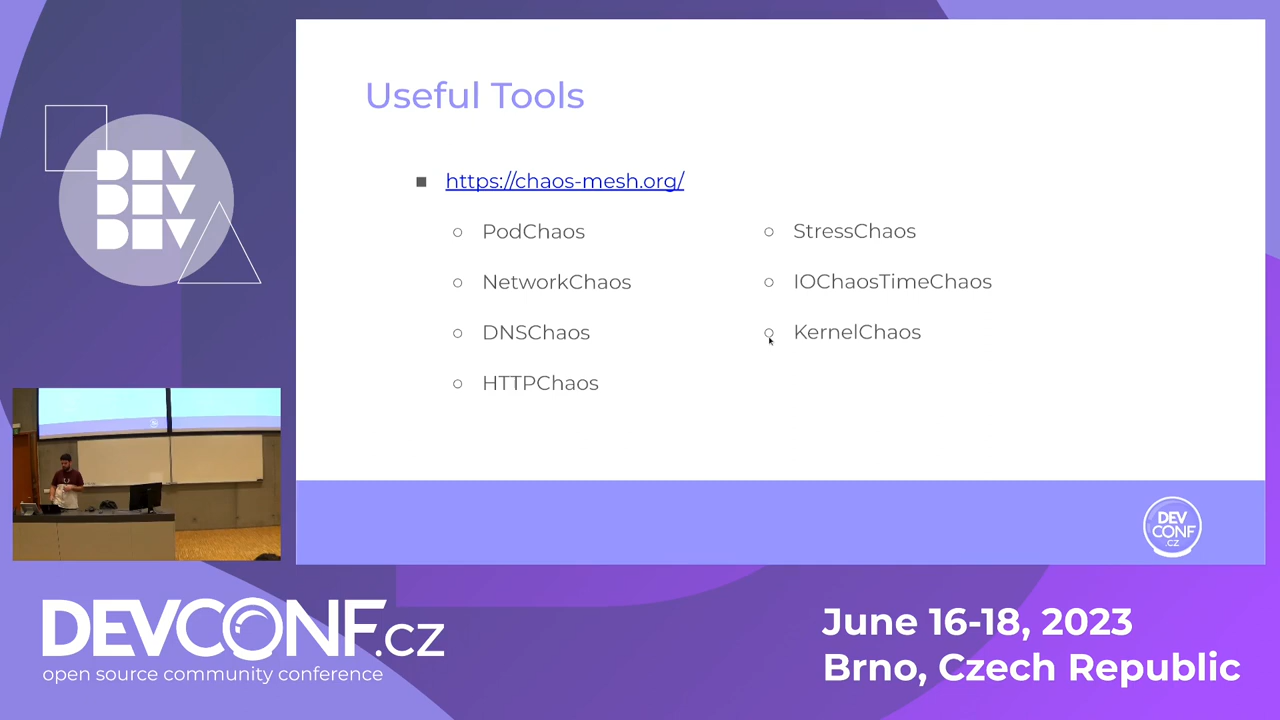 DEV
DEV
DEV
Useful Tools
https://chaos-mesh.org/
PodChaos
NetworkChaos
DNSChaos
HTTPChaos
StressChaos
IOChaosTimeChaos
KernelChaos
DEV
CONF
.CZ
DEVCONF.cz
open source community conference
June 16-18, 2023
Brno, Czech Republic